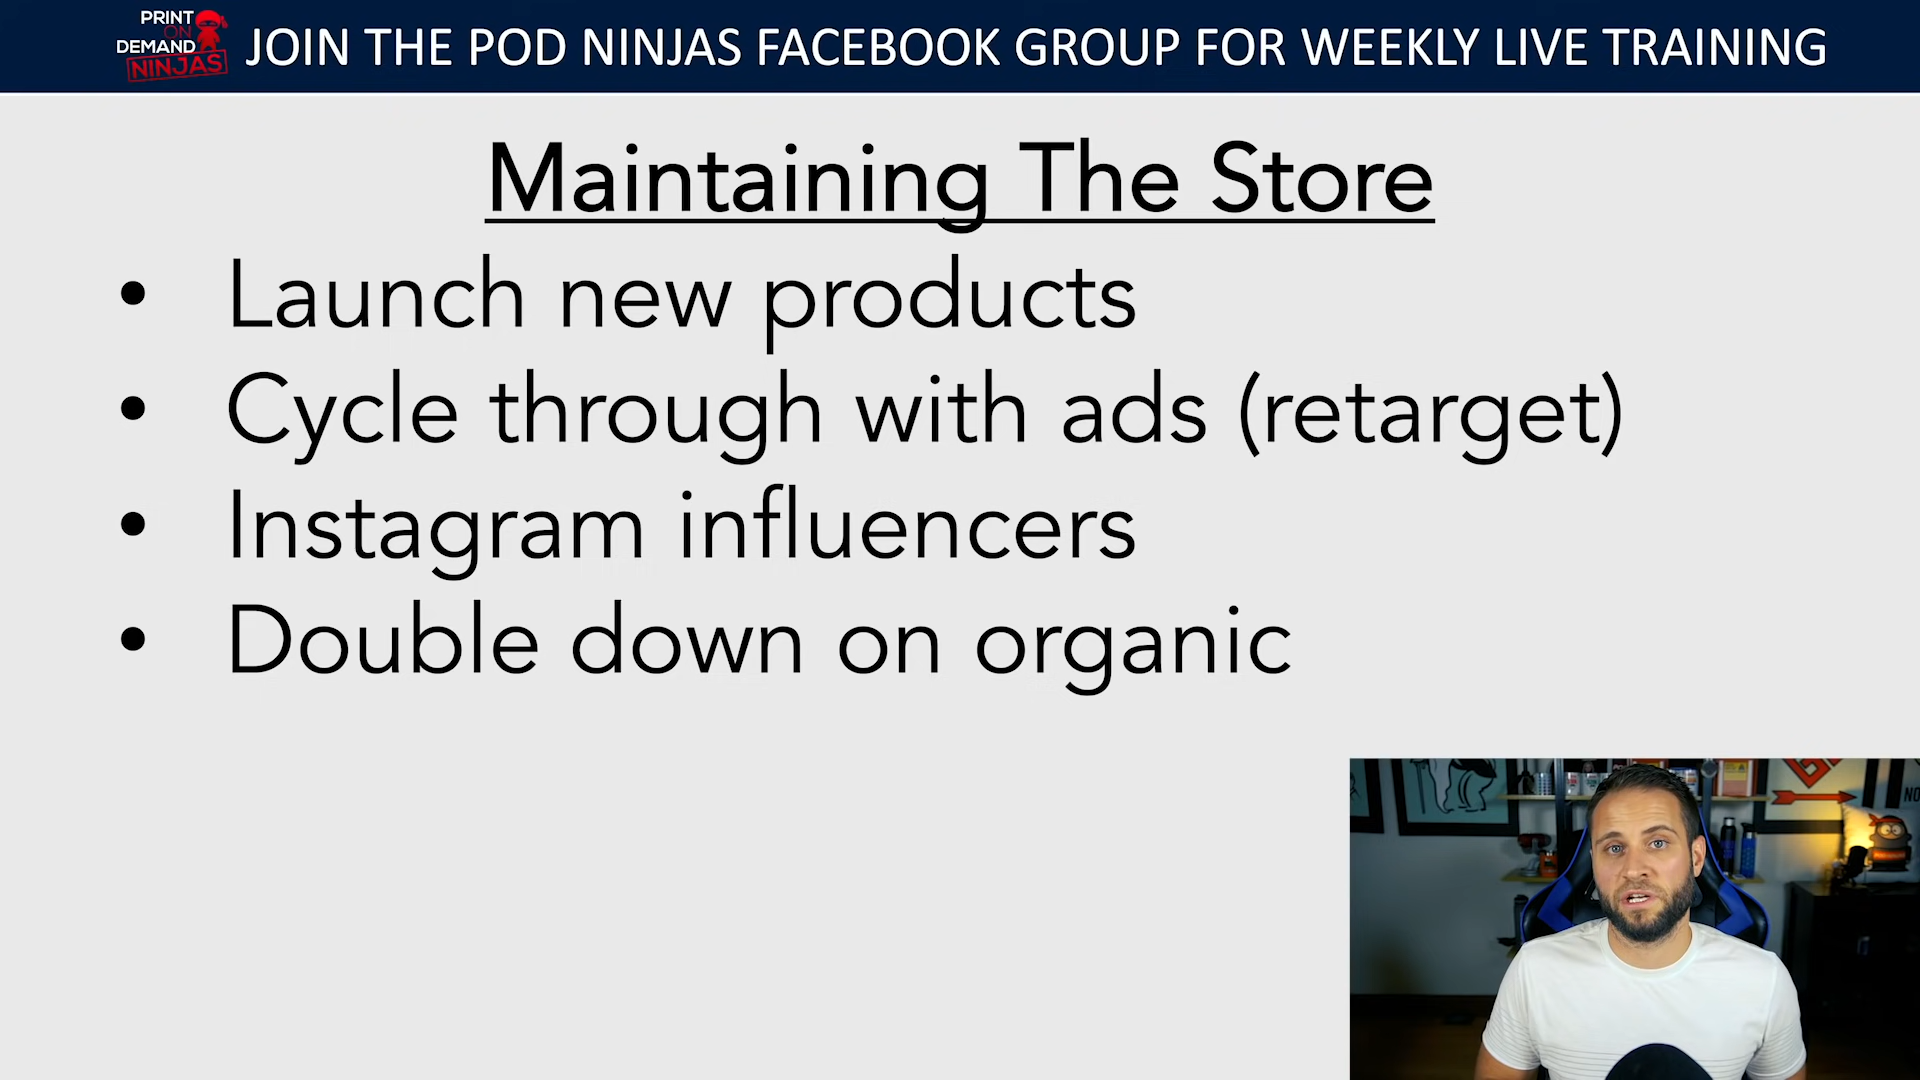 PRINT
ON
DEMAND
NINJAS
JOIN THE POD NINJAS FACEBOOK GROUP FOR WEEKLY LIVE TRAINING
Maintaining The Store
• Launch new products
• Cycle through with ads (retarget)
• Instagram influencers
• Double down on organic
NO